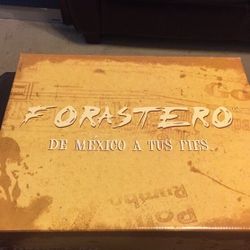 FORASTERO
DE MÉXICO A TUS PIES